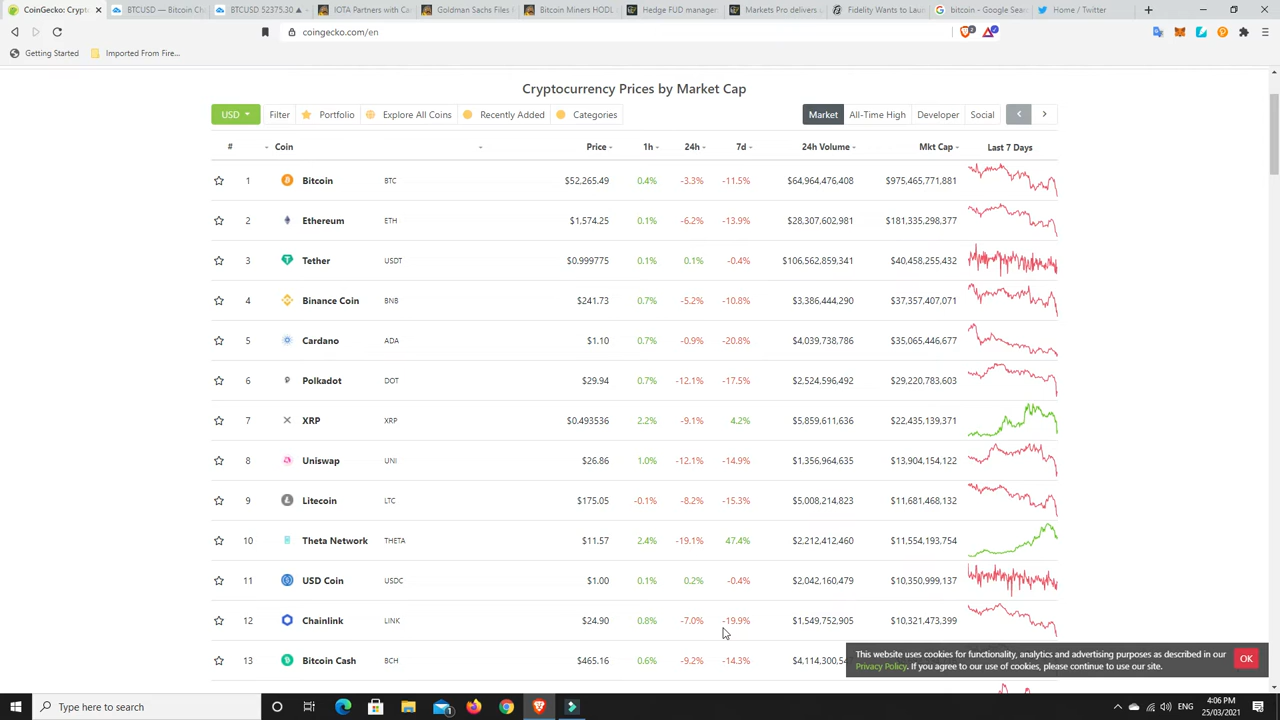 CoinGecko: Crypto
BTCUSD — Bitcoin Ch
BTCUSD 52375.30 ▲
IOTA Partners with Ca
Goldman Sachs Files
Bitcoin Miners HODL
Hedge FUD manager
Markets Pro delivers
Fidelity Wants to Laun
bitcoin - Google Sear
Home / Twitter
coingecko.com/en
Getting Started
Imported From Fire...
Cryptocurrency Prices by Market Cap
USD Filter Portfolio Explore All Coins Recently Added Categories Market All-Time High Developer Social
# Coin Price 1h 24h 7d 24h Volume Mkt Cap Last 7 Days
1 Bitcoin BTC $52,265.49 0.4% -3.3% -11.5% $64,964,476,408 $975,465,771,881
2 Ethereum ETH $1,574.25 0.1% -6.2% -13.9% $28,307,602,981 $181,335,298,377
3 Tether USDT $0.999775 0.1% 0.1% -0.4% $106,562,859,341 $40,458,255,432
4 Binance Coin BNB $241.73 0.7% -5.2% -10.8% $3,386,444,290 $37,357,407,071
5 Cardano ADA $1.10 0.7% -0.9% -20.8% $4,039,738,786 $35,065,446,677
6 Polkadot DOT $29.94 0.7% -12.1% -17.5% $2,524,596,492 $29,220,783,603
7 XRP XRP $0.493536 2.2% -9.1% 4.2% $5,859,611,636 $22,435,139,371
8 Uniswap UNI $26.86 1.0% -12.1% -14.9% $1,356,964,635 $13,904,154,122
9 Litecoin LTC $175.05 -0.1% -8.2% -15.3% $5,008,214,823 $11,681,468,132
10 Theta Network THETA $11.57 2.4% -19.1% 47.4% $2,212,412,460 $11,554,193,754
11 USD Coin USDC $1.00 0.1% 0.2% -0.4% $2,042,160,479 $10,350,999,137
12 Chainlink LINK $24.90 0.8% -7.0% -19.9% $1,549,752,905 $10,321,473,399
13 Bitcoin Cash BCH $465.16 0.6% -9.2% -14.3% $4,114,300,5
This website uses cookies for functionality, analytics and advertising purposes as described in our
Privacy Policy. If you agree to our use of cookies, please continue to use our site.
OK
Type here to search
ENG
4:06 PM
25/03/2021